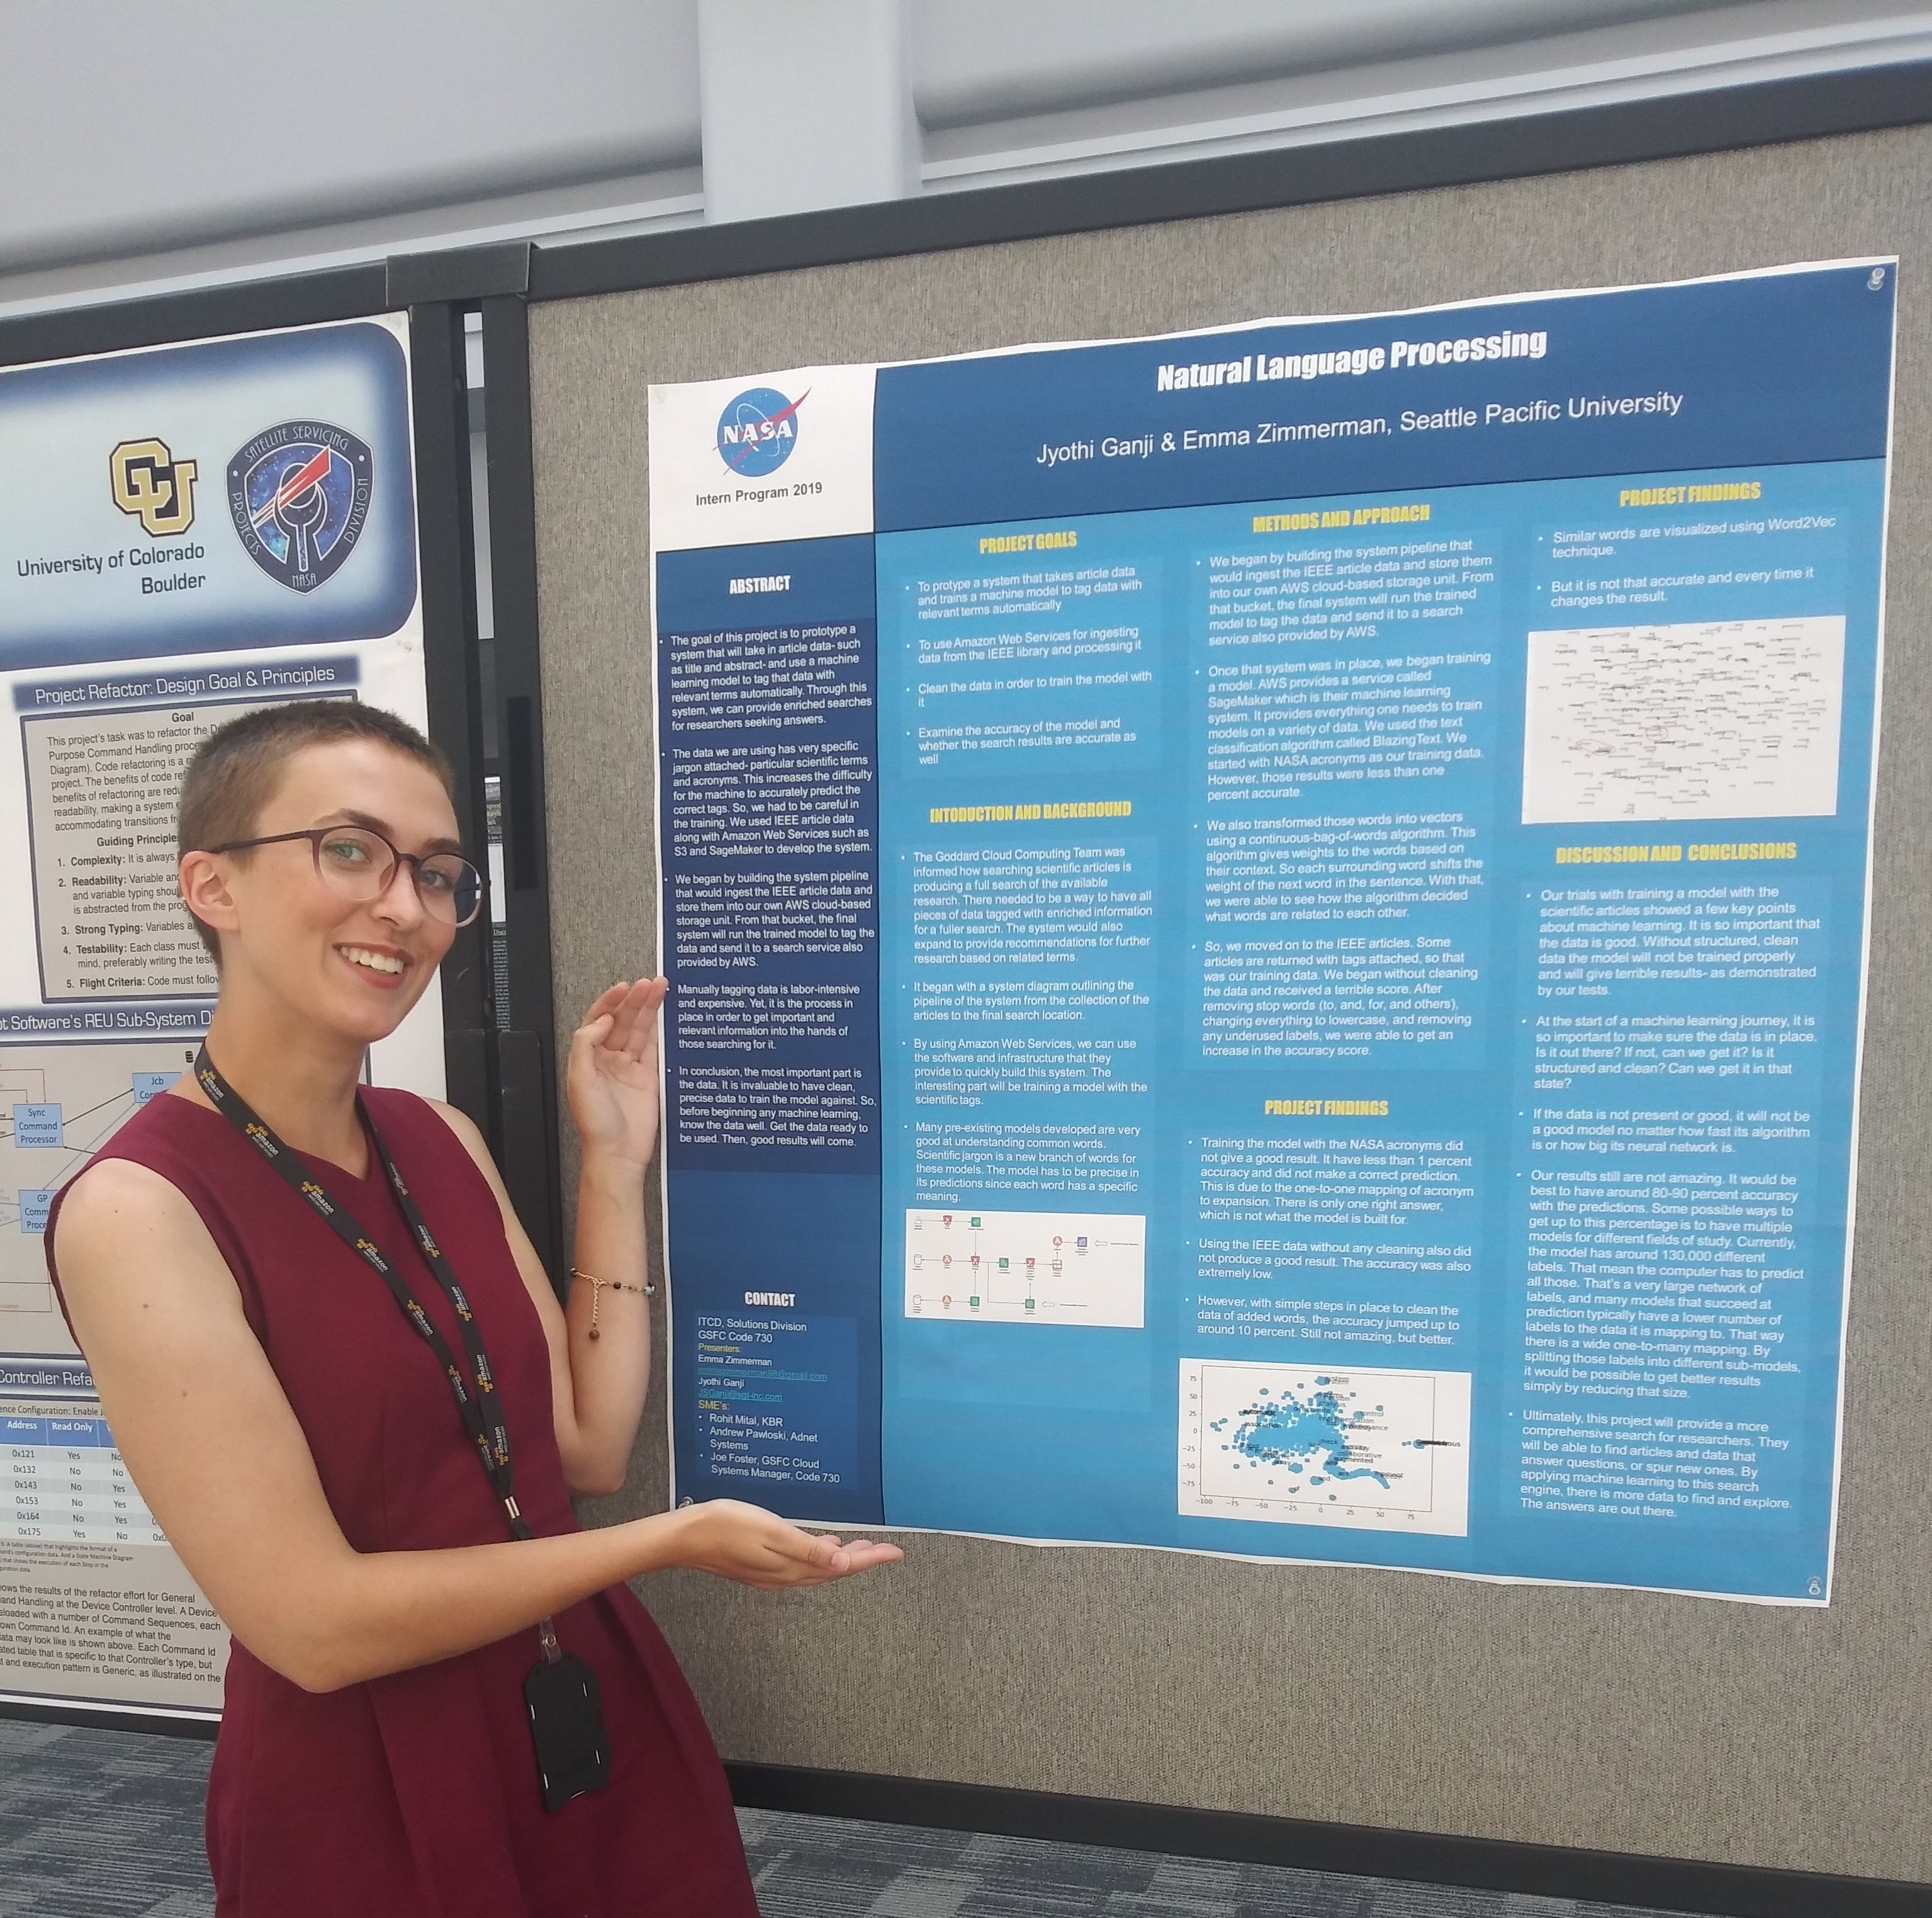 University of Colorado
Boulder
SATELLITE SERVICING
PROJECTS DIVISION
NASA
Project Refactor: Design Goal & Principles
Goal
This project's task was to refactor the
Purpose Command Handling
Diagram). Code refactoring is a
project. The benefits of code
benefits of refactoring are
readability, making a system
accommodating transitions
Guiding
1. Complexity: It is always
2. Readability: Variable
and variable typing
is abstracted from the
3. Strong Typing: Variables
4. Testability: Each class must
mind, preferably writing the
5. Flight Criteria: Code must
Software's REU Sub-System
Sync
Command
Processor
GP
Controller
Configuration: Enable
Address Read Only
0x121 Yes No
0x132 No No
0x143 No Yes
0x153 No Yes
0x164 No Yes
0x175 Yes No
the results of the refactor effort for General
and Handling at the Device Controller level. A Device
loaded with a number of Command Sequences, each
own Command Id. An example of what the
may look like is shown above. Each Command Id
table that is specific to that Controller's type, but
and execution pattern is Generic, as illustrated on the
amazon
NASA
Intern Program 2019
Natural Language Processing
Jyothi Ganji & Emma Zimmerman, Seattle Pacific University
ABSTRACT
• The goal of this project is to prototype a
system that will take in article data- such
as title and abstract- and use a machine
learning model to tag that data with
relevant terms automatically. Through this
system, we can provide enriched searches
for researchers seeking answers.
• The data we are using has very specific
jargon attached- particular scientific terms
and acronyms. This increases the difficulty
for the machine to accurately predict the
correct tags. So, we had to be careful in
the training. We used IEEE article data
along with Amazon Web Services such as
S3 and SageMaker to develop the system.
• We began by building the system pipeline
that would ingest the IEEE article data and
store them into our own AWS cloud-based
storage unit. From that bucket, the final
system will run the trained model to tag the
data and send it to a search service also
provided by AWS.
• Manually tagging data is labor-intensive
and expensive. Yet, it is the process in
place in order to get important and
relevant information into the hands of
those searching for it.
• In conclusion, the most important part is
the data. It is invaluable to have clean,
precise data to train the model against. So,
before beginning any machine learning,
know the data well. Get the data ready to
be used. Then, good results will come.
CONTACT
ITCD, Solutions Division
GSFC Code 730
Presenters:
Emma Zimmerman
Jyothi Ganji
JSGanji@sgt-inc.com
SME's:
• Rohit Mital, KBR
• Andrew Pawloski, Adnet
Systems
• Joe Foster, GSFC Cloud
Systems Manager, Code 730
PROJECT GOALS
• To protype a system that takes article data
and trains a machine model to tag data with
relevant terms automatically
• To use Amazon Web Services for ingesting
data from the IEEE library and processing it
• Clean the data in order to train the model with
it
• Examine the accuracy of the model and
whether the search results are accurate as
well
INTODUCTION AND BACKGROUND
• The Goddard Cloud Computing Team was
informed how searching scientific articles is
producing a full search of the available
research. There needed to be a way to have all
pieces of data tagged with enriched information
for a fuller search. The system would also
expand to provide recommendations for further
research based on related terms.
• It began with a system diagram outlining the
pipeline of the system from the collection of the
articles to the final search location.
• By using Amazon Web Services, we can use
the software and infrastructure that they
provide to quickly build this system. The
interesting part will be training a model with the
scientific tags.
• Many pre-existing models developed are very
good at understanding common words.
Scientific jargon is a new branch of words for
these models. The model has to be precise in
its predictions since each word has a specific
meaning.
METHODS AND APPROACH
• We began by building the system pipeline that
would ingest the IEEE article data and store them
into our own AWS cloud-based storage unit. From
that bucket, the final system will run the trained
model to tag the data and send it to a search
service also provided by AWS.
• Once that system was in place, we began training
a model. AWS provides a service called
SageMaker which is their machine learning
system. It provides everything one needs to train
models on a variety of data. We used the text
classification algorithm called BlazingText. We
started with NASA acronyms as our training data.
However, those results were less than one
percent accurate.
• We also transformed those words into vectors
using a continuous-bag-of-words algorithm. This
algorithm gives weights to the words based on
their context. So each surrounding word shifts the
weight of the next word in the sentence. With that,
we were able to see how the algorithm decided
what words are related to each other.
• So, we moved on to the IEEE articles. Some
articles are returned with tags attached, so that
was our training data. We began without cleaning
the data and received a terrible score. After
removing stop words (to, and, for, and others),
changing everything to lowercase, and removing
any underused labels, we were able to get an
increase in the accuracy score.
PROJECT FINDINGS
• Training the model with the NASA acronyms did
not give a good result. It have less than 1 percent
accuracy and did not make a correct prediction.
This is due to the one-to-one mapping of acronym
to expansion. There is only one right answer,
which is not what the model is built for.
• Using the IEEE data without any cleaning also did
not produce a good result. The accuracy was also
extremely low.
• However, with simple steps in place to clean the
data of added words, the accuracy jumped up to
around 10 percent. Still not amazing, but better.
75
50
25
0
−25
−50
−75
−100 −75 −50 −25 0 25 50 75
PROJECT FINDINGS
• Similar words are visualized using Word2Vec
technique.
• But it is not that accurate and every time it
changes the result.
DISCUSSION AND CONCLUSIONS
• Our trials with training a model with the
scientific articles showed a few key points
about machine learning. It is so important that
the data is good. Without structured, clean
data the model will not be trained properly
and will give terrible results- as demonstrated
by our tests.
• At the start of a machine learning journey, it is
so important to make sure the data is in place.
Is it out there? If not, can we get it? Is it
structured and clean? Can we get it in that
state?
• If the data is not present or good, it will not be
a good model no matter how fast its algorithm
is or how big its neural network is.
• Our results still are not amazing. It would be
best to have around 80-90 percent accuracy
with the predictions. Some possible ways to
get up to this percentage is to have multiple
models for different fields of study. Currently,
the model has around 130,000 different
labels. That mean the computer has to predict
all those. That's a very large network of
labels, and many models that succeed at
prediction typically have a lower number of
labels to the data it is mapping to. That way
there is a wide one-to-many mapping. By
splitting those labels into different sub-models,
it would be possible to get better results
simply by reducing that size.
• Ultimately, this project will provide a more
comprehensive search for researchers. They
will be able to find articles and data that
answer questions, or spur new ones. By
applying machine learning to this search
engine, there is more data to find and explore.
The answers are out there.